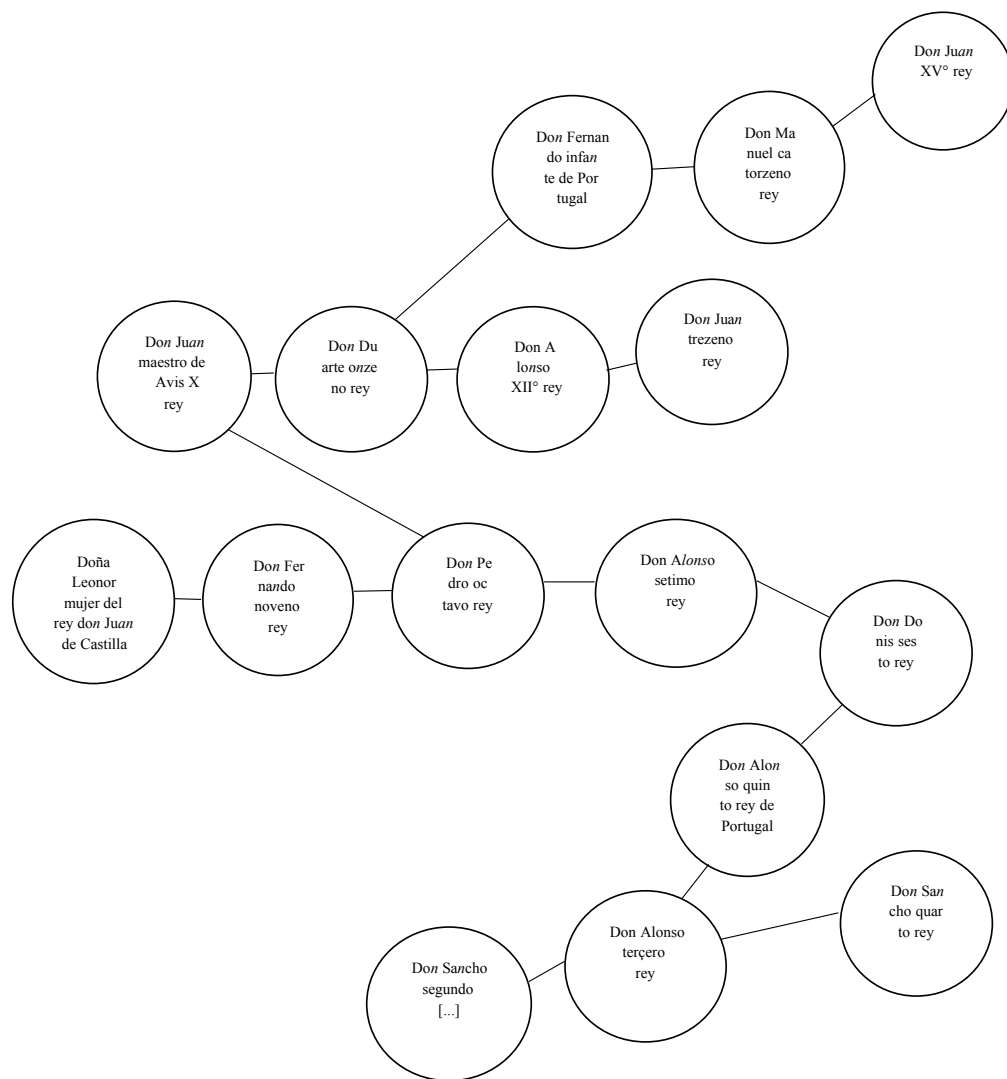 Don Juan
XV° rey
Don Fernan
do infan
te de Por
tugal
Don Ma
nuel ca
torzeno
rey
Don Juan
maestro de
Avis X
rey
Don Du
arte onze
no rey
Don A
lonso
XII° rey
Don Juan
trezeno
rey
Doña
Leonor
mujer del
rey don Juan
de Castilla
Don Fer
nando
noveno
rey
Don Pe
dro oc
tavo rey
Don Alonso
setimo
rey
Don Do
nis ses
to rey
Don Alon
so quin
to rey de
Portugal
Don San
cho quar
to rey
Don Alonso
terçero
rey
Don Sancho
segundo
[...]